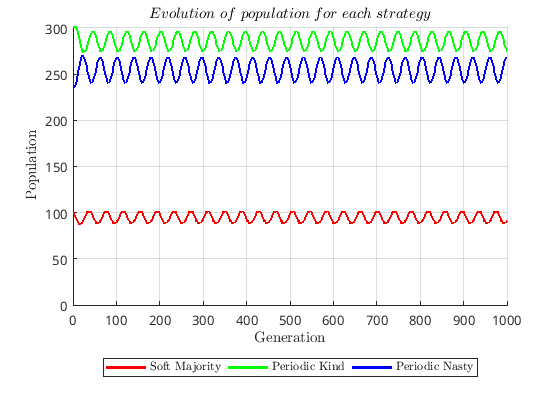 Evolution of population for each strategy
300
250
200
150
100
50
0
Population
0 100 200 300 400 500 600 700 800 900 1000
Generation
Soft Majority Periodic Kind Periodic Nasty